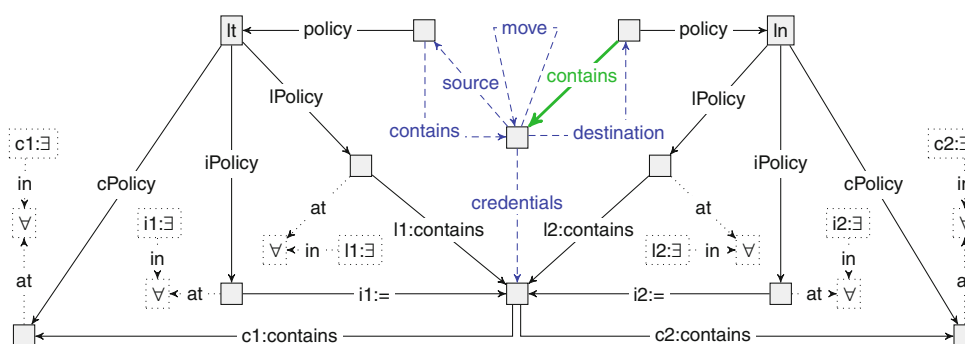 lt policy move policy ln
contains
source
lPolicy lPolicy
contains destination
c1:∃ c2:∃
iPolicy iPolicy
in cPolicy cPolicy in
credentials
at at
∀ i1:∃ l1:contains l2:contains i2:∃ ∀
∀ in l1:∃ l2:∃ in ∀
in in
at ∀ at i1:= i2:= at ∀
c1:contains c2:contains